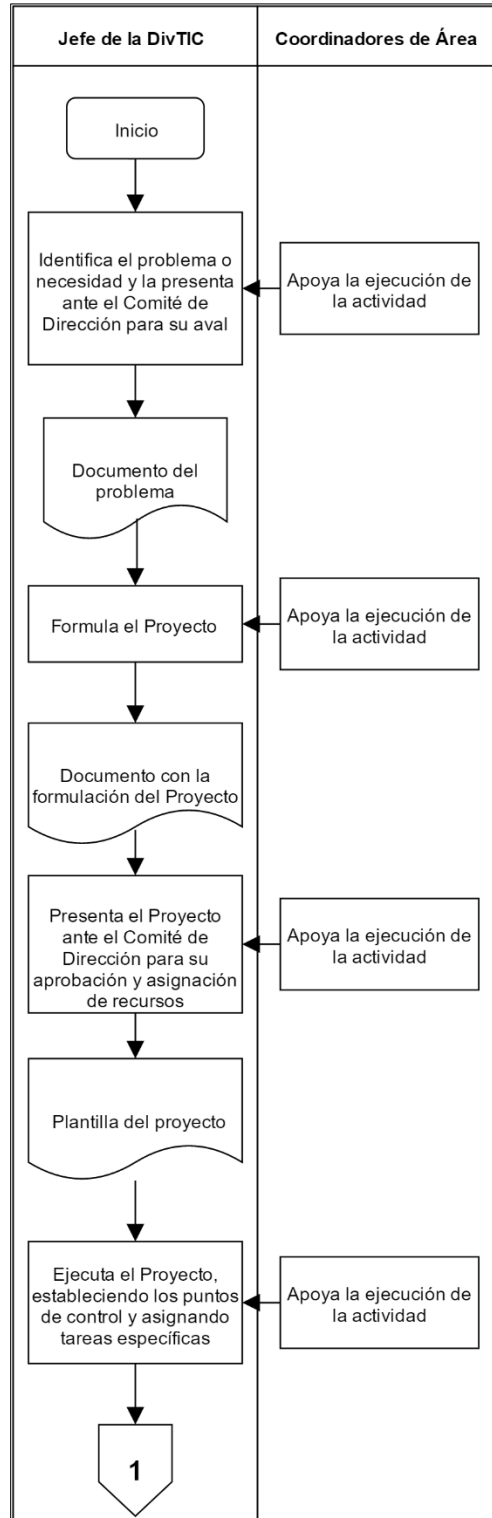 Jefe de la DivTIC
Coordinadores de Área
Inicio
Identifica el problema o
necesidad y la presenta
ante el Comité de
Dirección para su aval
Apoya la ejecución de
la actividad
Documento del
problema
Formula el Proyecto
Apoya la ejecución de
la actividad
Documento con la
formulación del Proyecto
Presenta el Proyecto
ante el Comité de
Dirección para su
aprobación y asignación
de recursos
Apoya la ejecución de
la actividad
Plantilla del proyecto
Ejecuta el Proyecto,
estableciendo los puntos
de control y asignando
tareas específicas
Apoya la ejecución de
la actividad
1